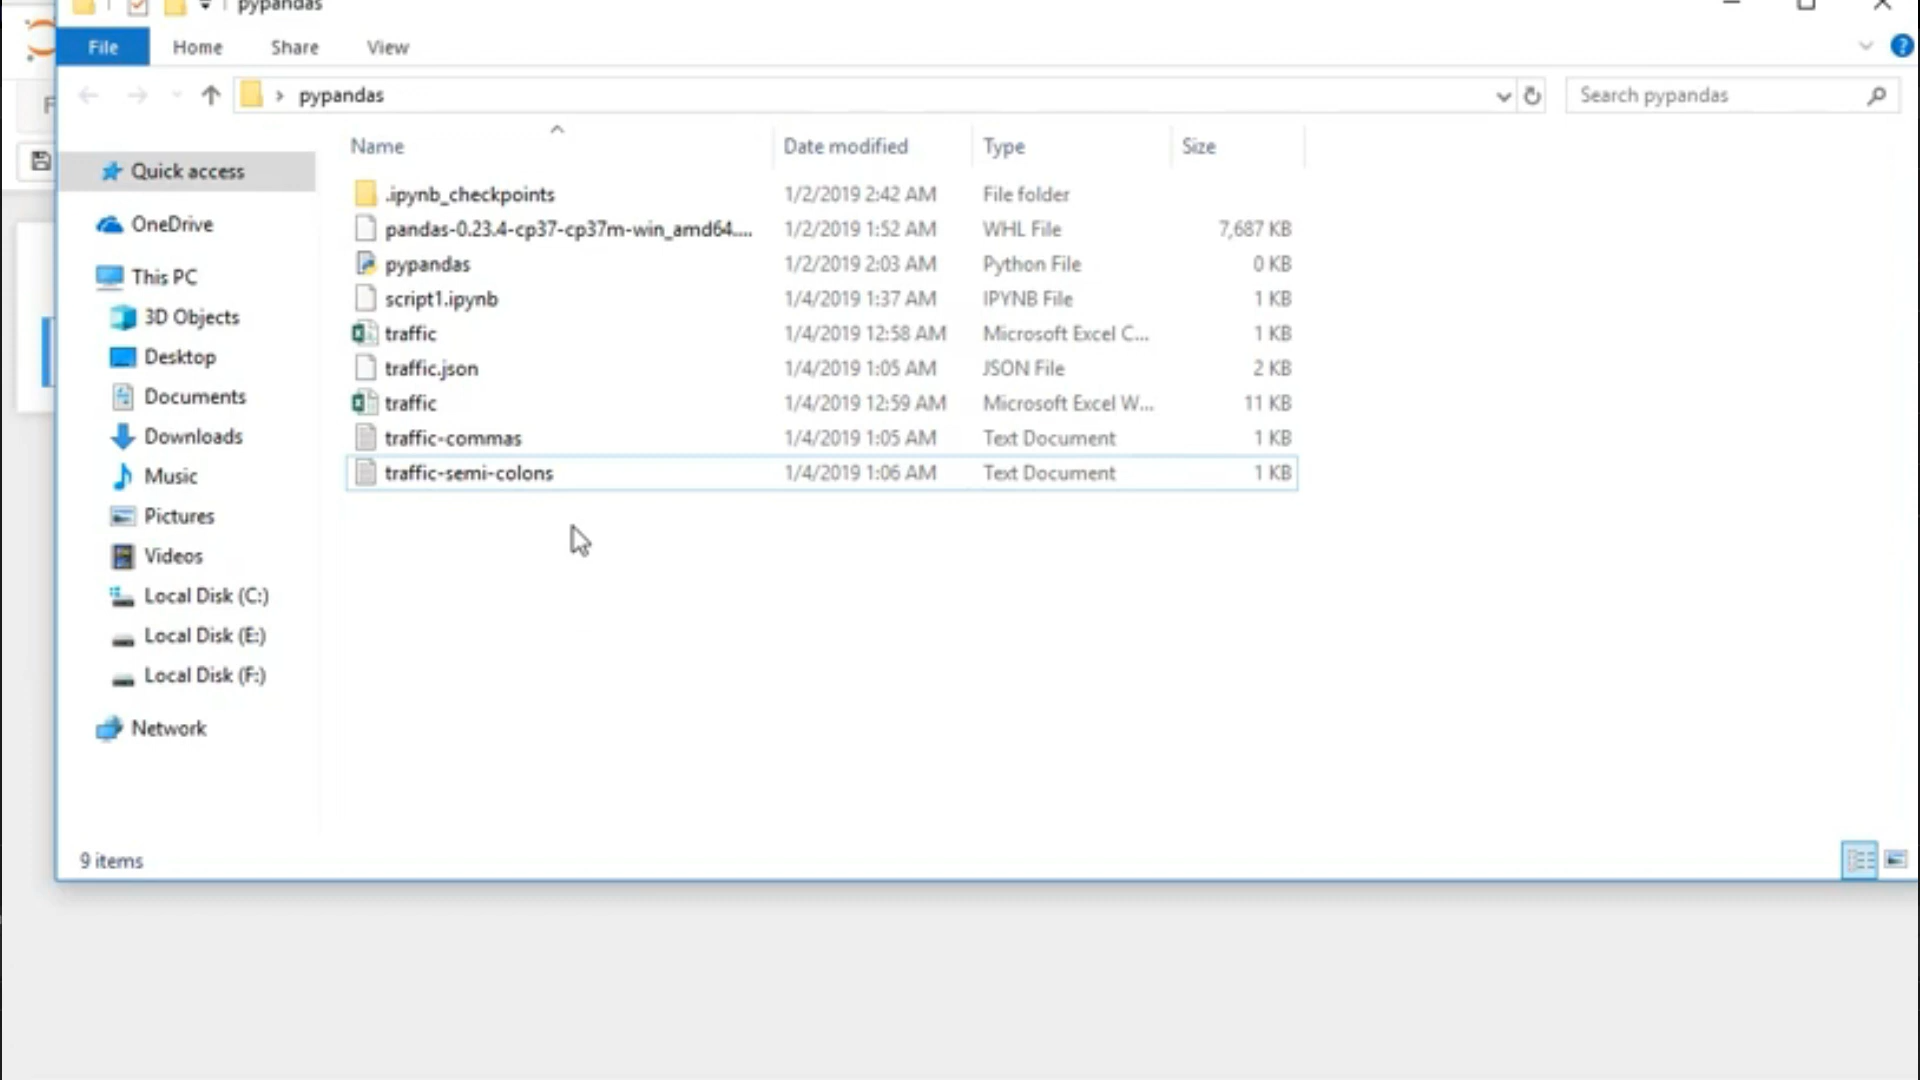 pypandas
File Home Share View
F
pypandas Search pypandas
Name Date modified Type Size
Quick access
OneDrive
This PC
3D Objects
Desktop
Documents
Downloads
Music
Pictures
Videos
Local Disk (C:)
Local Disk (E:)
Local Disk (F:)
Network
.ipynb_checkpoints 1/2/2019 2:42 AM File folder
pandas-0.23.4-cp37-cp37m-win_amd64.... 1/2/2019 1:52 AM WHL File 7,687 KB
pypandas 1/2/2019 2:03 AM Python File 0 KB
script1.ipynb 1/4/2019 1:37 AM IPYNB File 1 KB
traffic 1/4/2019 12:58 AM Microsoft Excel C... 1 KB
traffic.json 1/4/2019 1:05 AM JSON File 2 KB
traffic 1/4/2019 12:59 AM Microsoft Excel W... 11 KB
traffic-commas 1/4/2019 1:05 AM Text Document 1 KB
traffic-semi-colons 1/4/2019 1:06 AM Text Document 1 KB
9 items